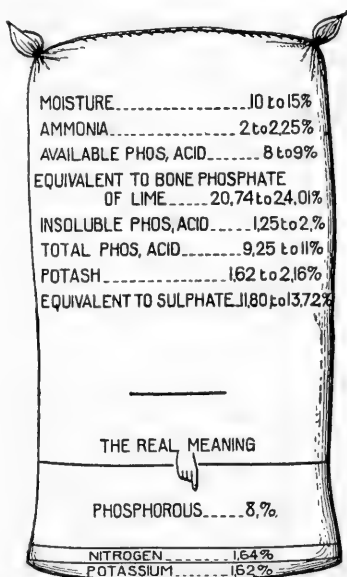 MOISTURE 10 to 15%
AMMONIA 2 to 2,25%
AVAILABLE PHOS, ACID 8 to 9%
EQUIVALENT TO BONE PHOSPHATE
OF LIME 20,74 to 24,01%
INSOLUBLE PHOS, ACID 1,25 to 2,%
TOTAL PHOS, ACID 9,25 to 11%
POTASH 1,62 to 2,16%
EQUIVALENT TO SULPHATE 11,80 to 13,72%
THE REAL MEANING
PHOSPHOROUS 8,%,
NITROGEN 1,64%
POTASSIUM 1,62%